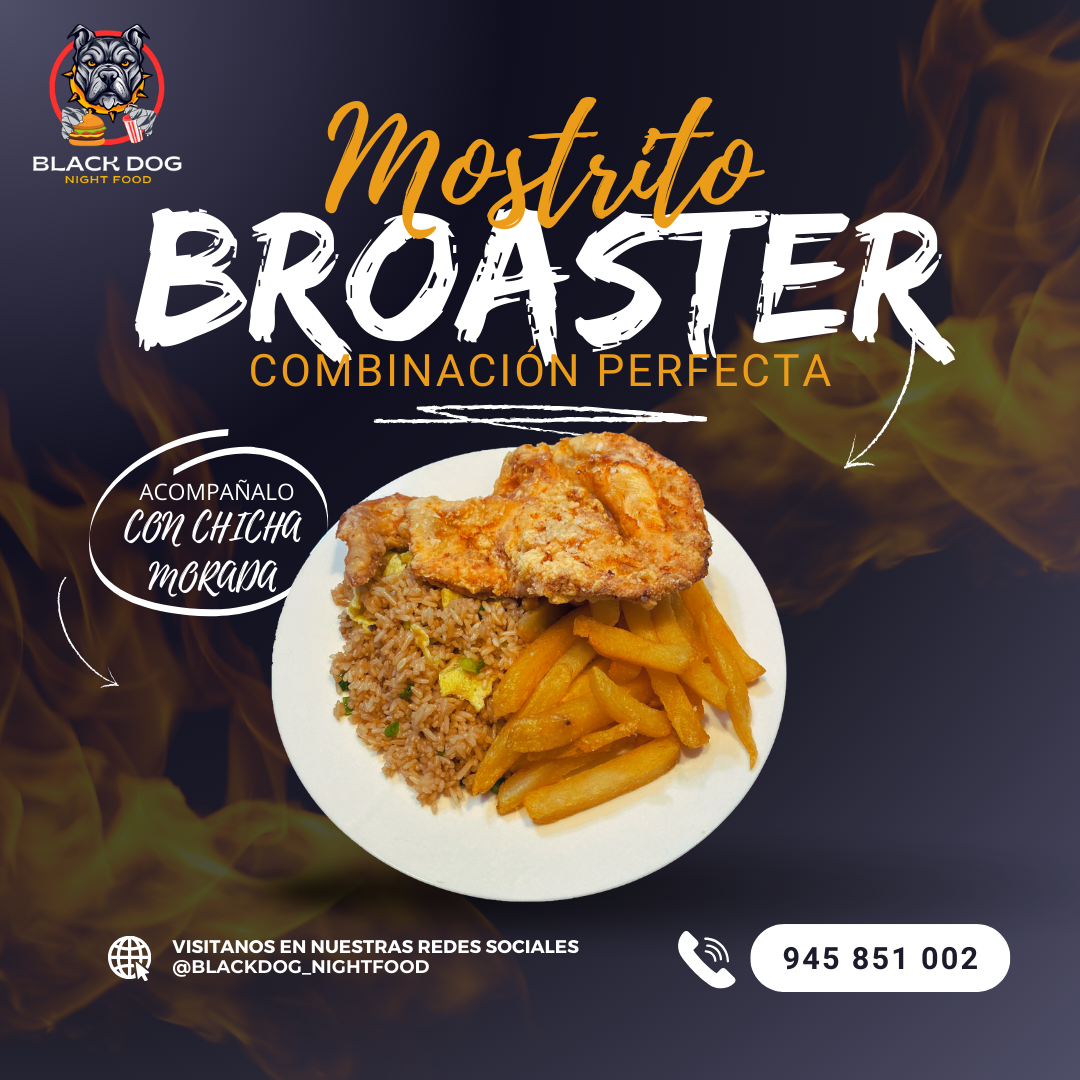 BLACK DOG
NIGHT FOOD
Mostrito
BROASTER
COMBINACIÓN PERFECTA
ACOMPAÑALO
CON CHICHA
MORADA
VISITANOS EN NUESTRAS REDES SOCIALES
@BLACKDOG_NIGHTFOOD
945 851 002